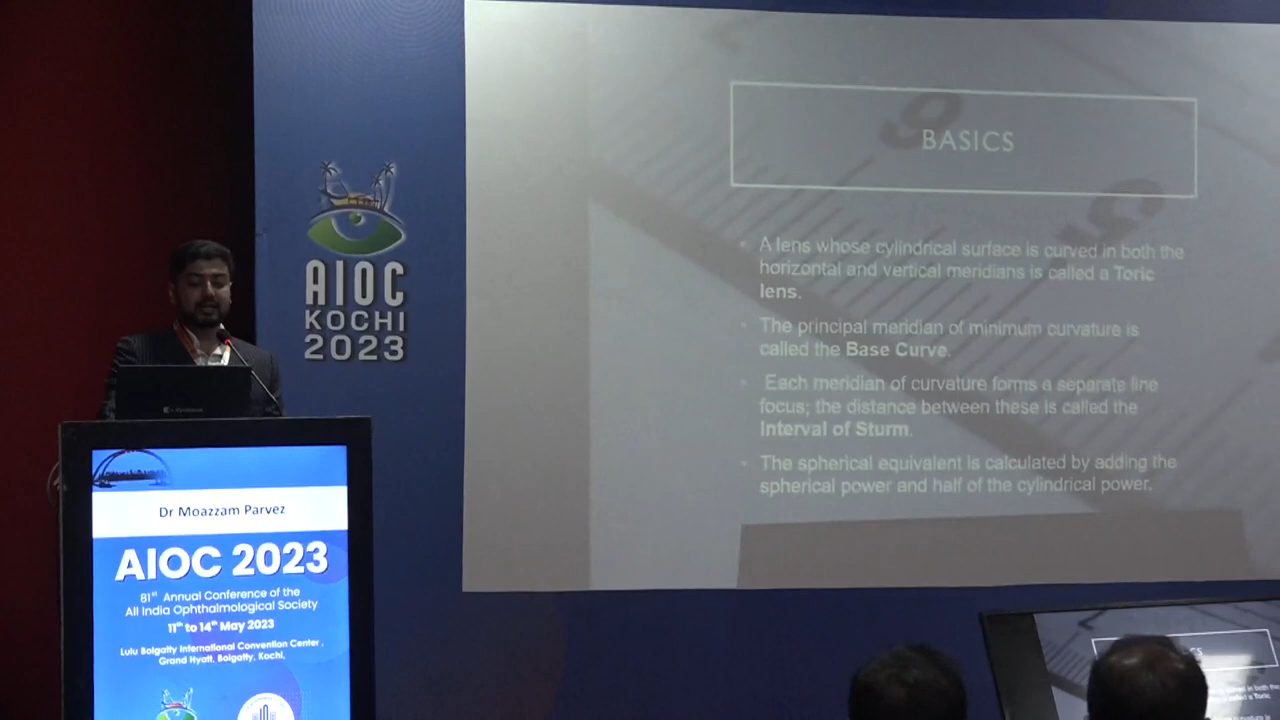 BASICS
A lens whose cylindrical surface is curved in both the
horizontal and vertical meridians is called a Toric
lens.
The principal meridian of minimum curvature is
called the Base Curve.
Each meridian of curvature forms a separate line
focus; the distance between these is called the
Interval of Sturm.
The spherical equivalent is calculated by adding the
spherical power and half of the cylindrical power.
AIOC
KOCHI
2023
Dr Moazzam Parvez
AIOC 2023
81st Annual Conference of the
All India Ophthalmological Society
11th to 14th May 2023
Lulu Bolgatty International Convention Center,
Grand Hyatt, Bolgatty, Kochi,